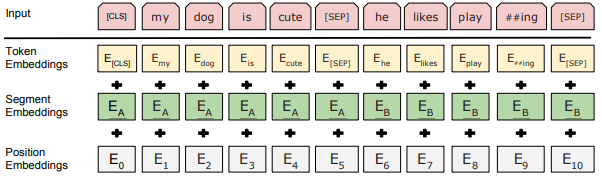 Input [CLS] my dog is cute [SEP] he likes play ##ing [SEP]
Token Embeddings E[CLS] Emy Edog Eis Ecute E[SEP] Ehe Elikes Eplay E##ing E[SEP]
Segment Embeddings EA EA EA EA EA EA EB EB EB EB EB
Position Embeddings E0 E1 E2 E3 E4 E5 E6 E7 E8 E9 E10